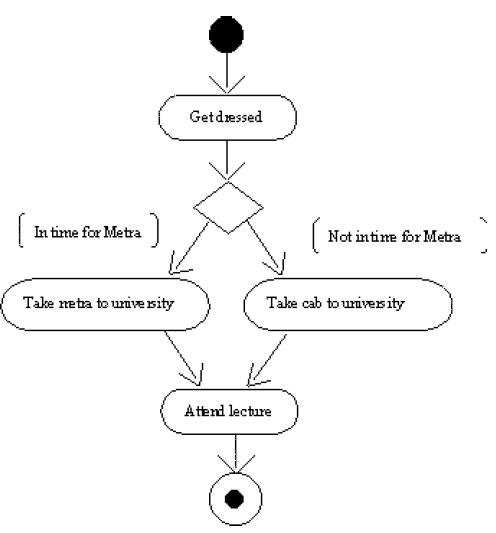 Get dressed
In time for Metra
Not in time for Metra
Take metra to university
Take cab to university
Attend lecture